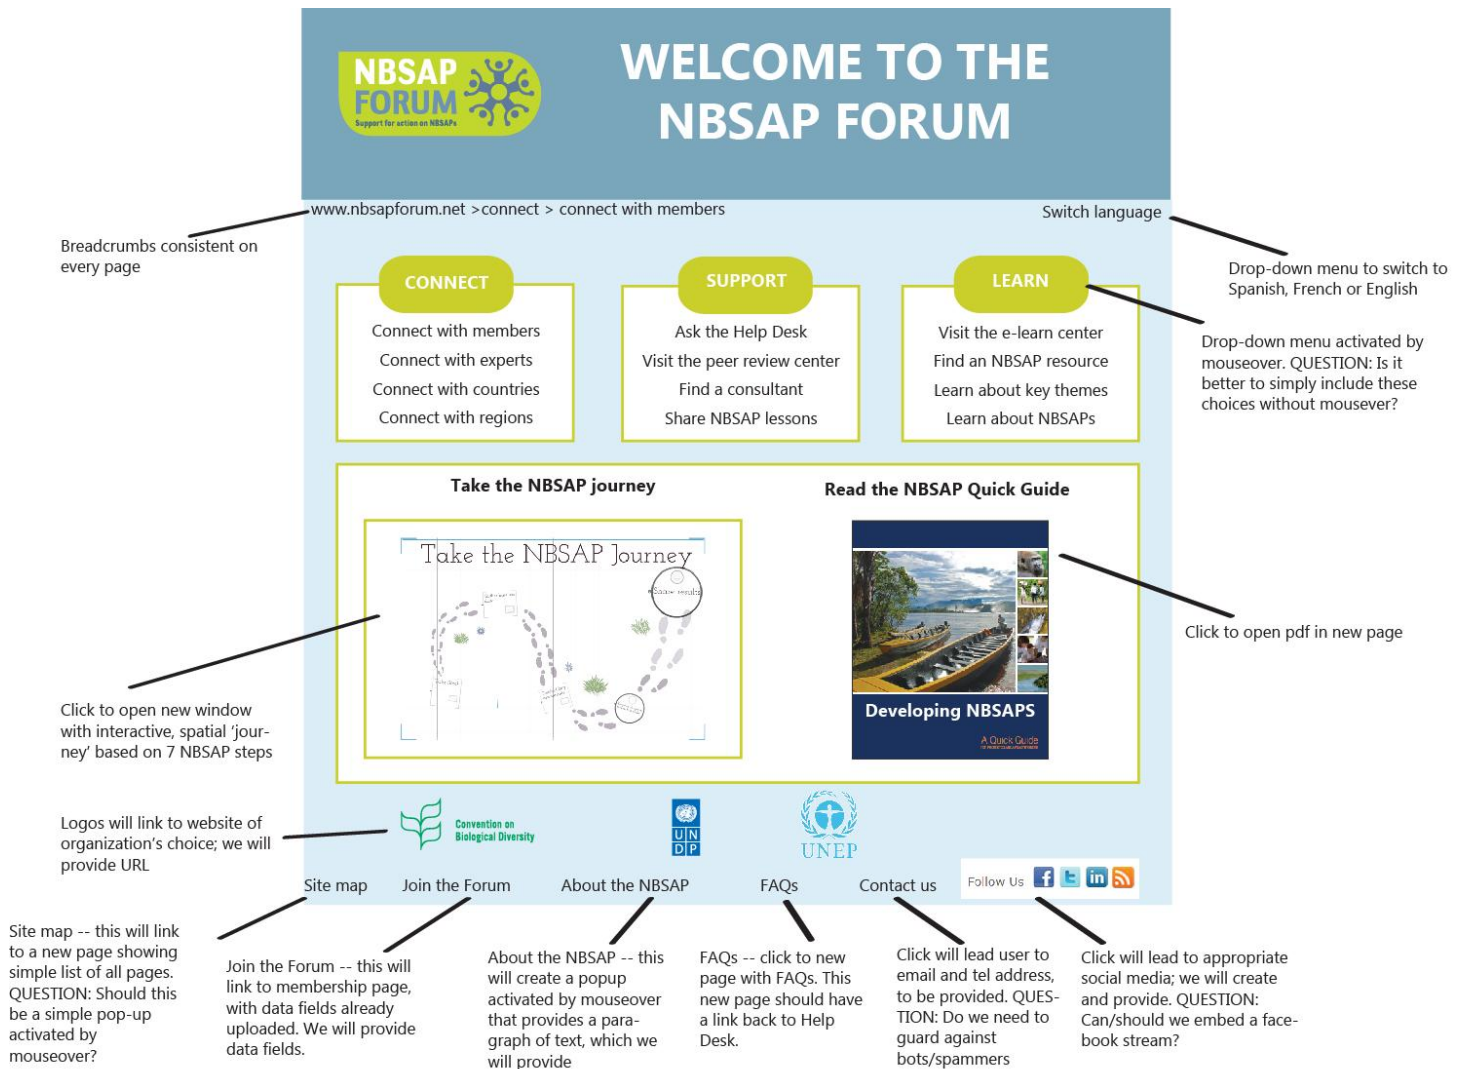 NBSAP
FORUM
Support for action on NBSAPs
WELCOME TO THE
NBSAP FORUM
www.nbsapforum.net >connect > connect with members
Switch language
Breadcrumbs consistent on
every page
Drop-down menu to switch to
Spanish, French or English
CONNECT
Connect with members
Connect with experts
Connect with countries
Connect with regions
SUPPORT
Ask the Help Desk
Visit the peer review center
Find a consultant
Share NBSAP lessons
LEARN
Visit the e-learn center
Find an NBSAP resource
Learn about key themes
Learn about NBSAPs
Drop-down menu activated by
mouseover. QUESTION: Is it
better to simply include these
choices without mousever?
Take the NBSAP journey
Read the NBSAP Quick Guide
Take the NBSAP Journey
Share results
Developing NBSAPS
A Quick Guide
Click to open pdf in new page
Click to open new window
with interactive, spatial ‘jour-
ney’ based on 7 NBSAP steps
Logos will link to website of
organization’s choice; we will
provide URL
Convention on
Biological Diversity
UN
DP
UNEP
Site map
Join the Forum
About the NBSAP
FAQs
Contact us
Follow Us
Site map -- this will link
to a new page showing
simple list of all pages.
QUESTION: Should this
be a simple pop-up
activated by
mouseover?
Join the Forum -- this will
link to membership page,
with data fields already
uploaded. We will provide
data fields.
About the NBSAP -- this
will create a popup
activated by mouseover
that provides a para-
graph of text, which we
will provide
FAQs -- click to new
page with FAQs. This
new page should have
a link back to Help
Desk.
Click will lead user to
email and tel address,
to be provided. QUES-
TION: Do we need to
guard against
bots/spammers
Click will lead to appropriate
social media; we will create
and provide. QUESTION:
Can/should we embed a face-
book stream?